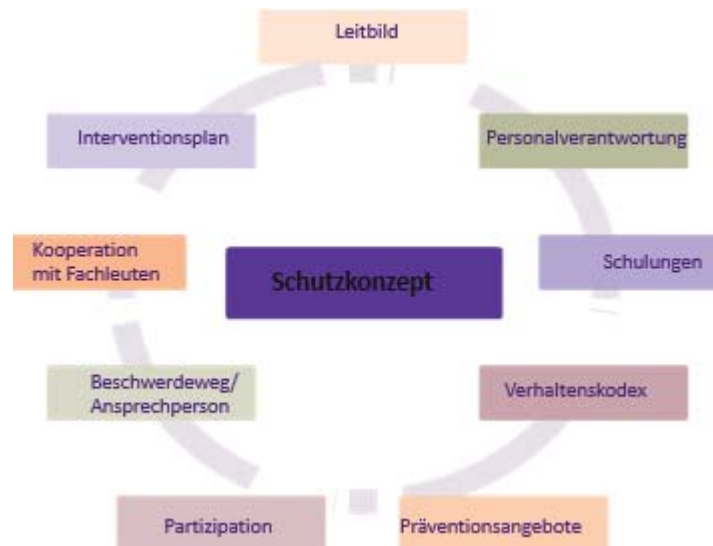 Leitbild
Interventionsplan
Personalverantwortung
Kooperation
mit Fachleuten
Schutzkonzept
Schulungen
Beschwerdeweg/
Ansprechperson
Verhaltenskodex
Partizipation
Präventionsangebote